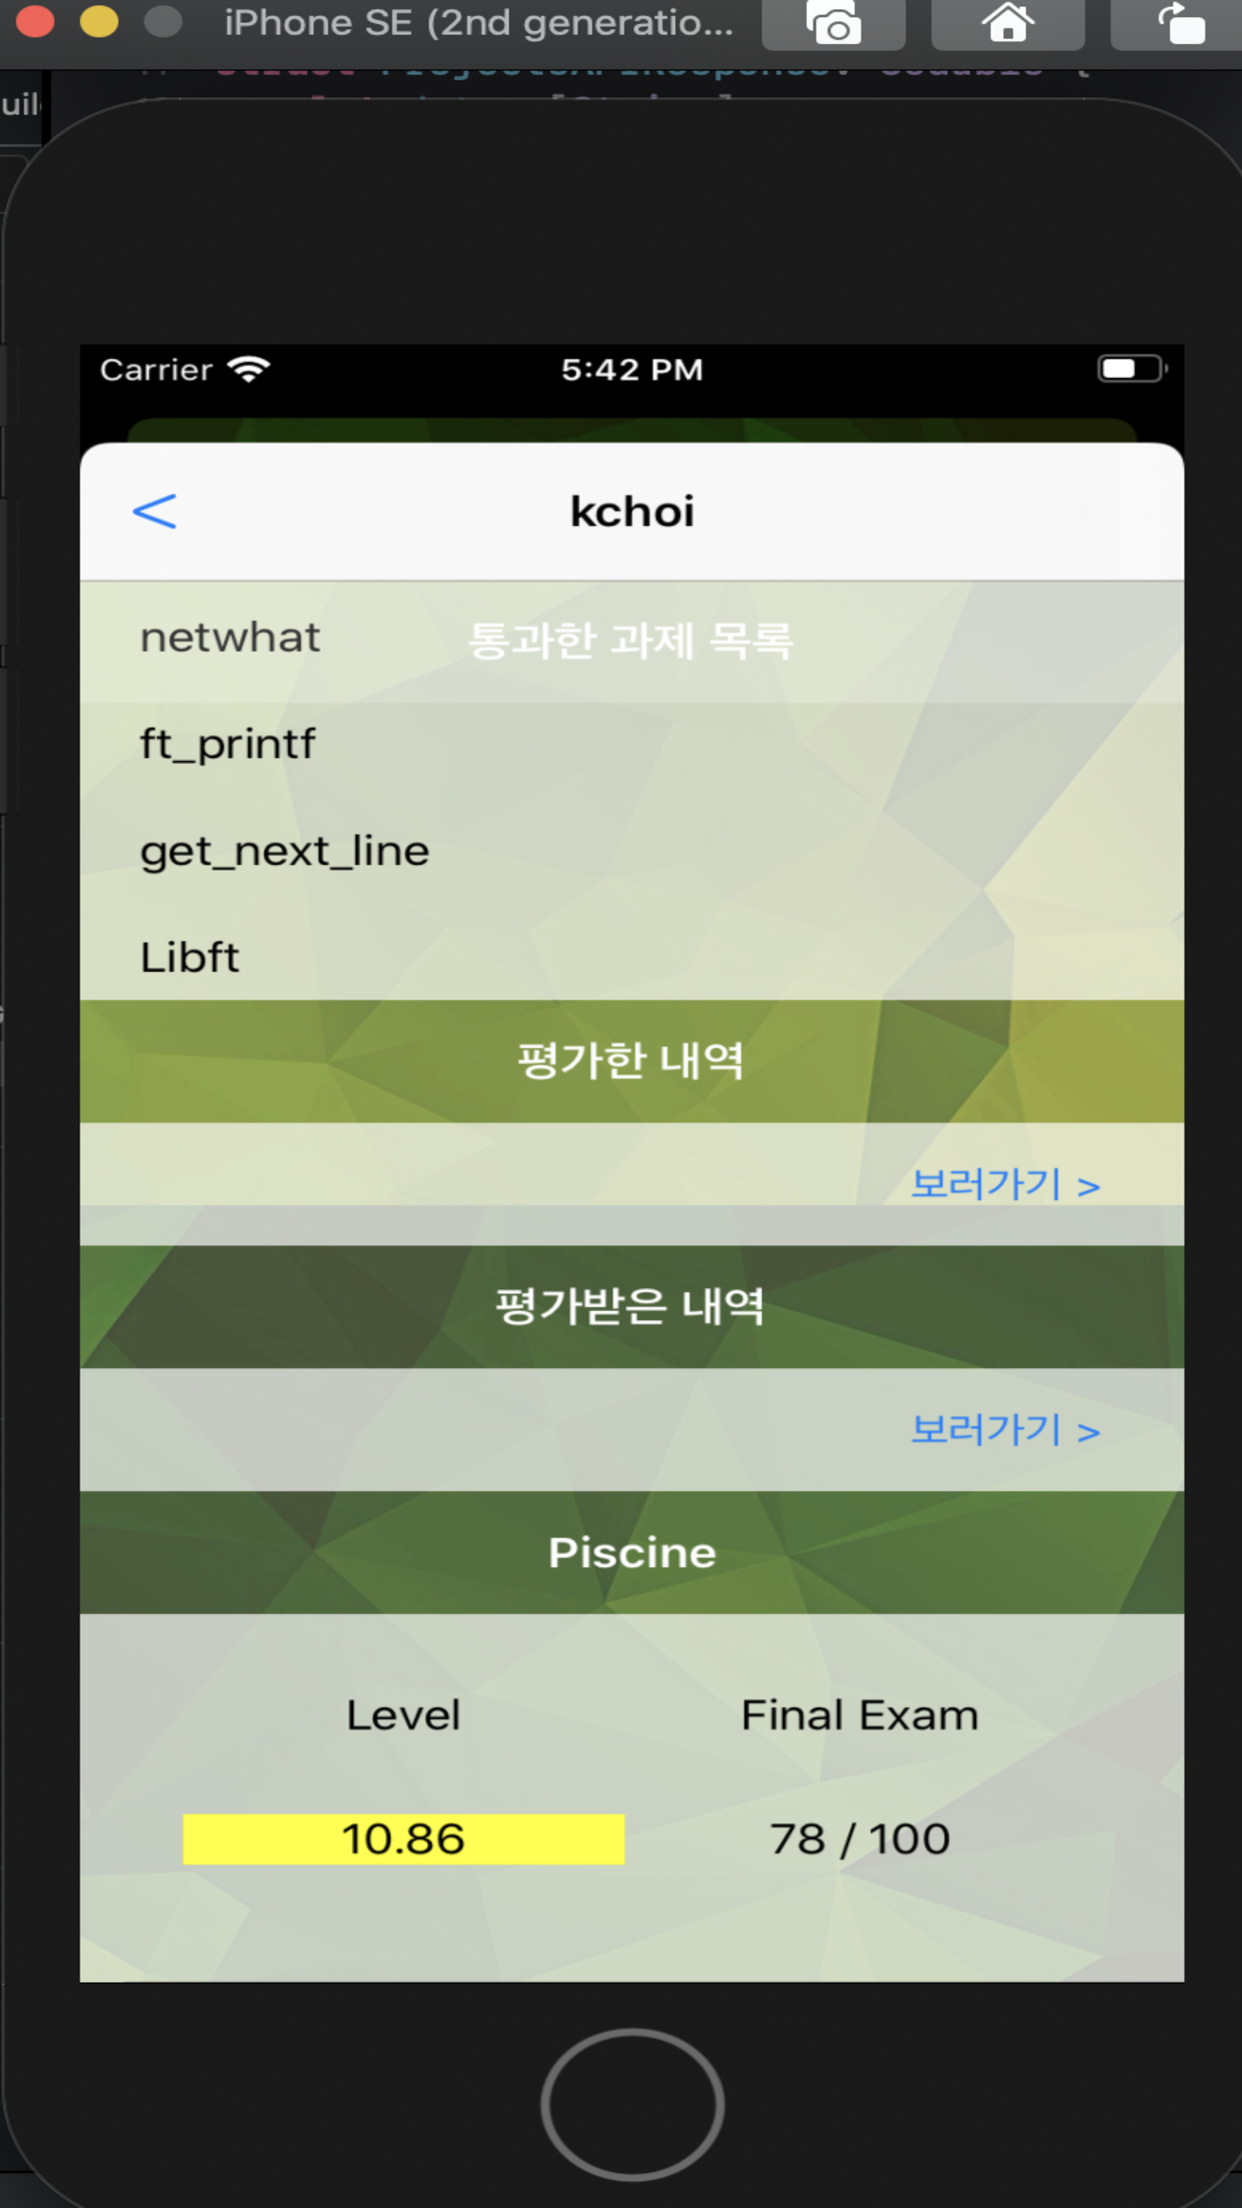 iPhone SE (2nd generatio...
Carrier 5:42 PM
<
kchoi
netwhat 통과한 과제 목록
ft_printf
get_next_line
Libft
평가한 내역
보러가기 >
평가받은 내역
보러가기 >
Piscine
Level Final Exam
10.86 78 / 100